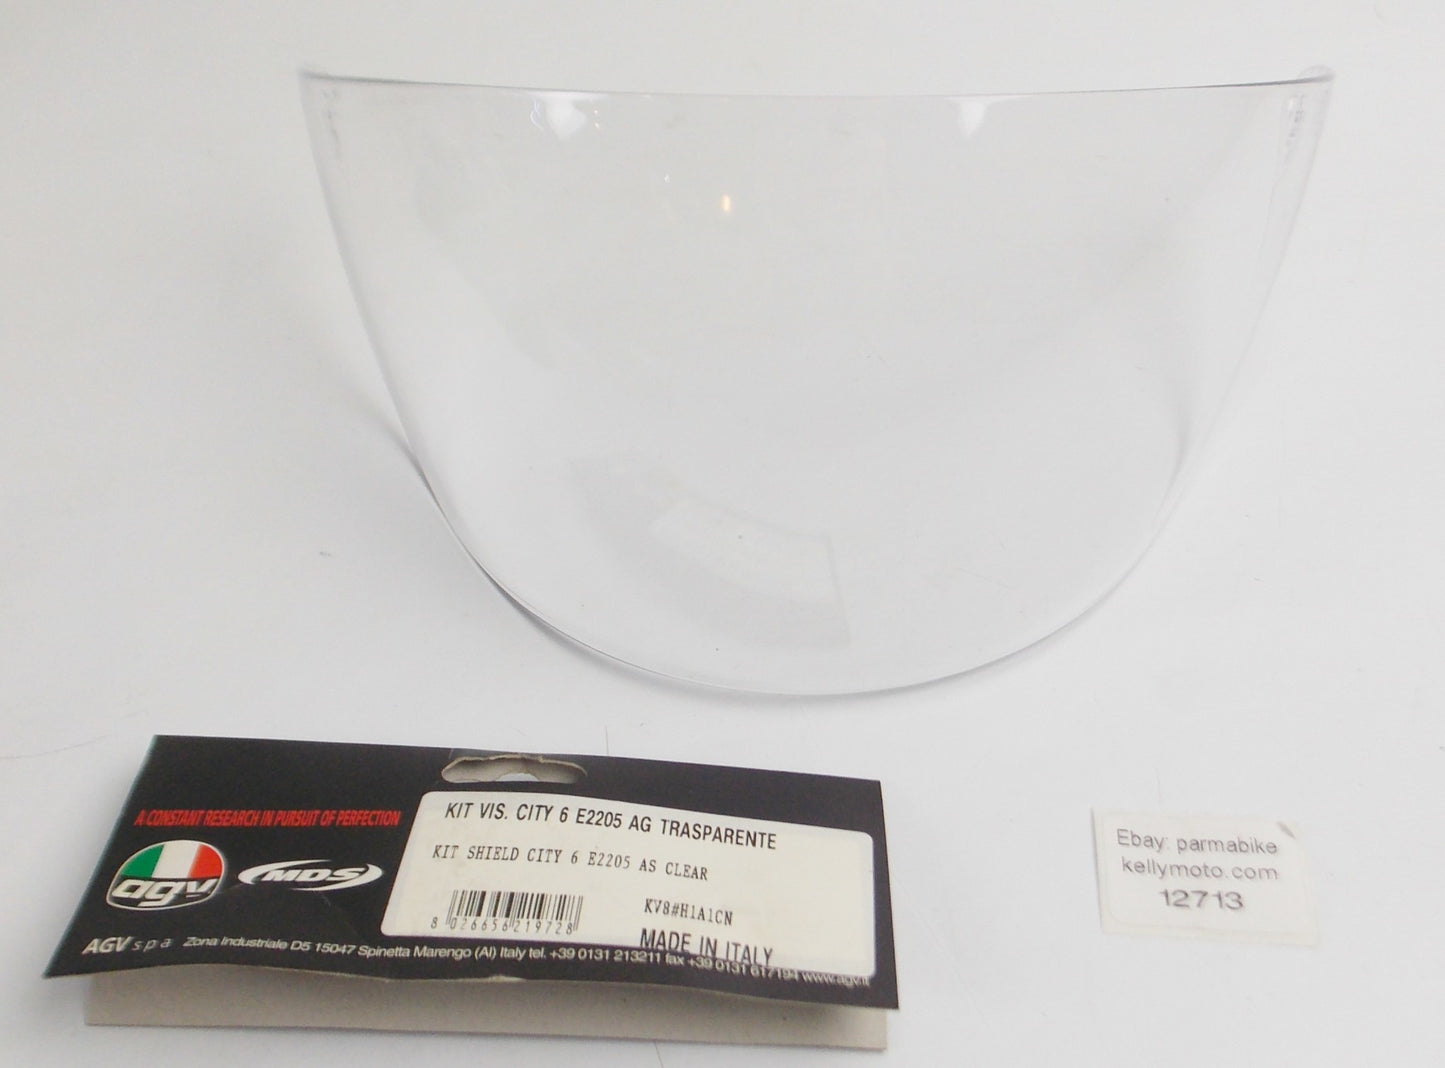 A CONSTANT RESEARCH IN PURSUIT OF PERFECTION
agv
MDS
KIT VIS. CITY 6 E2205 AG TRASPARENTE
KIT SHIELD CITY 6 E2205 AS CLEAR
KV8#H1A1CN
8 026656 219728
MADE IN ITALY
AGV spa Zona Industriale D5 15047 Spinetta Marengo (Al) Italy tel. +39 0131 213211 fax +39 0131 617194 www.agv.it
Ebay: parmabike
kellymoto.com
12713